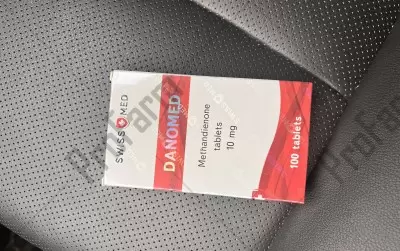 SWISS MED
DANOMED
Methandienone
tablets
10 mg
100 tablets